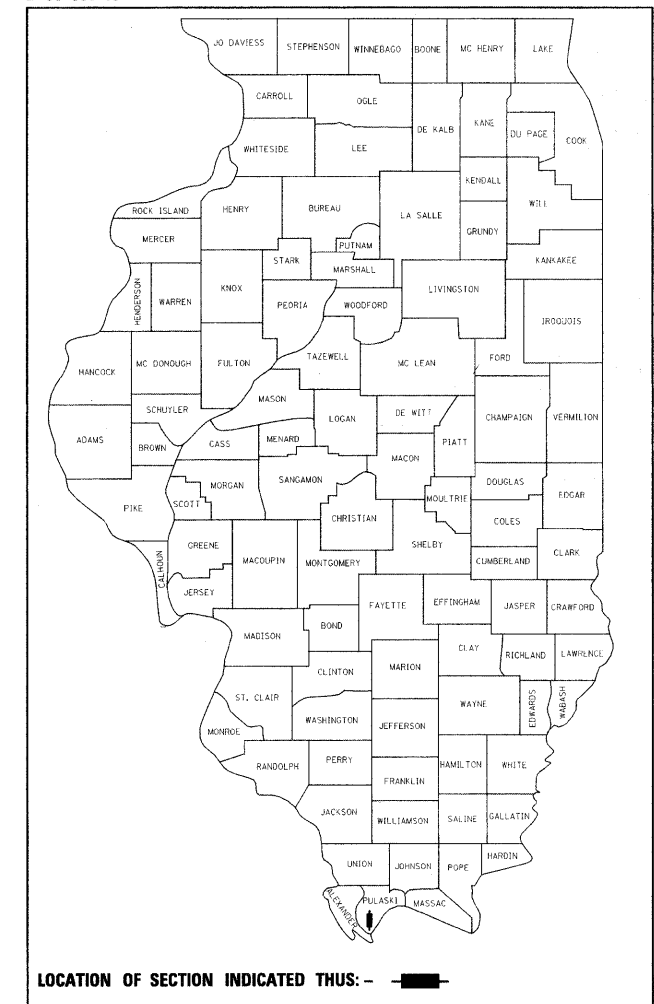 JO DAVIESS STEPHENSON WINNEBAGO BOONE MC HENRY LAKE
CARROLL OGLE
DE KALB KANE DU PAGE COOK
WHITESIDE LEE
KENDALL
ROCK ISLAND HENRY BUREAU LA SALLE WILL
GRUNDY
MERCER PUTNAM
STARK MARSHALL KANKAKEE
HENDERSON WARREN KNOX LIVINGSTON
PEORIA WOODFORD IROQUOIS
HANCOCK MC DONOUGH FULTON TAZEWELL MC LEAN FORD
MASON
SCHUYLER LOGAN DE WITT CHAMPAIGN VERMILION
ADAMS BROWN CASS MENARD MACON PIATT
MORGAN SANGAMON DOUGLAS EDGAR
PIKE SCOTT CHRISTIAN MOULTRIE COLES
GREENE SHELBY
CALHOUN MACOUPIN MONTGOMERY CUMBERLAND CLARK
JERSEY FAYETTE EFFINGHAM JASPER CRAWFORD
MADISON BOND
CLAY RICHLAND LAWRENCE
CLINTON MARION
ST. CLAIR WAYNE EDWARDS WABASH
MONROE WASHINGTON JEFFERSON
RANDOLPH PERRY HAMILTON WHITE
FRANKLIN
JACKSON WILLIAMSON SALINE GALLATIN
UNION JOHNSON POPE HARDIN
ALEXANDER PULASKI MASSAC
LOCATION OF SECTION INDICATED THUS: -